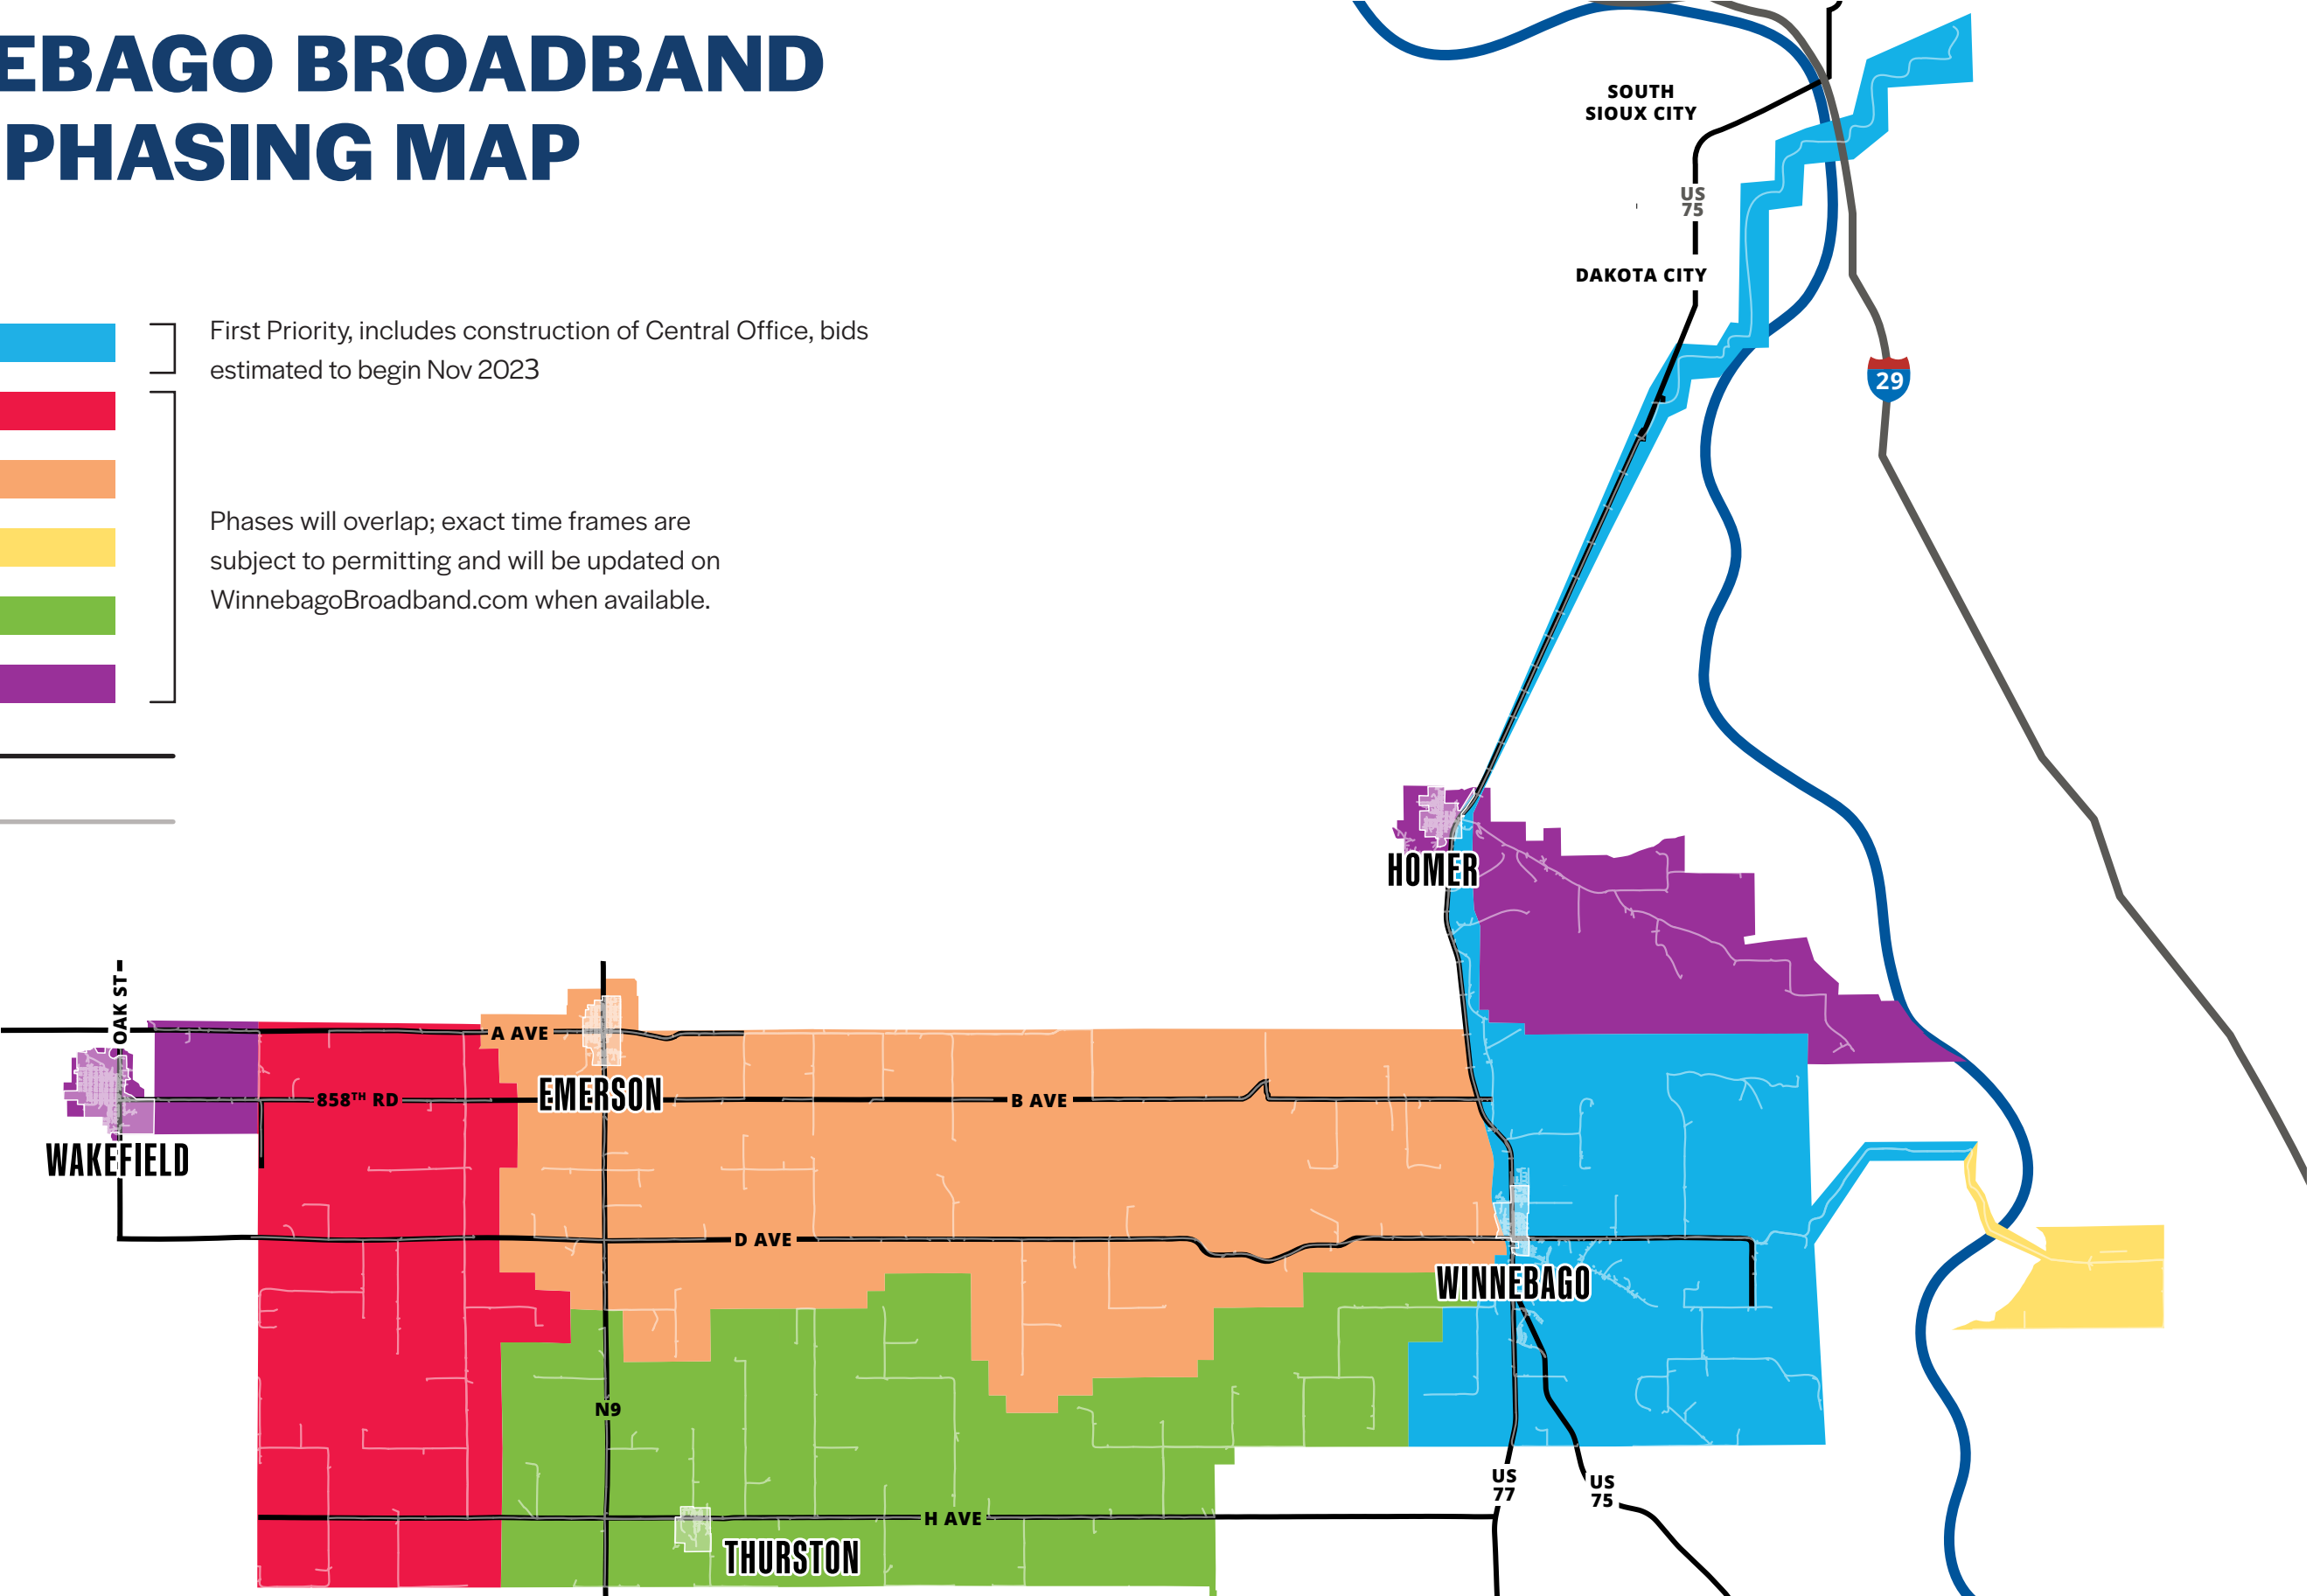 EBAGO BROADBAND
PHASING MAP
First Priority, includes construction of Central Office, bids
estimated to begin Nov 2023
Phases will overlap; exact time frames are
subject to permitting and will be updated on
WinnebagoBroadband.com when available.
SOUTH
SIOUX CITY
US
75
DAKOTA CITY
29
HOMER
OAK ST
A AVE
EMERSON
858TH RD
B AVE
WAKEFIELD
D AVE
WINNEBAGO
N9
US
77
US
75
H AVE
THURSTON